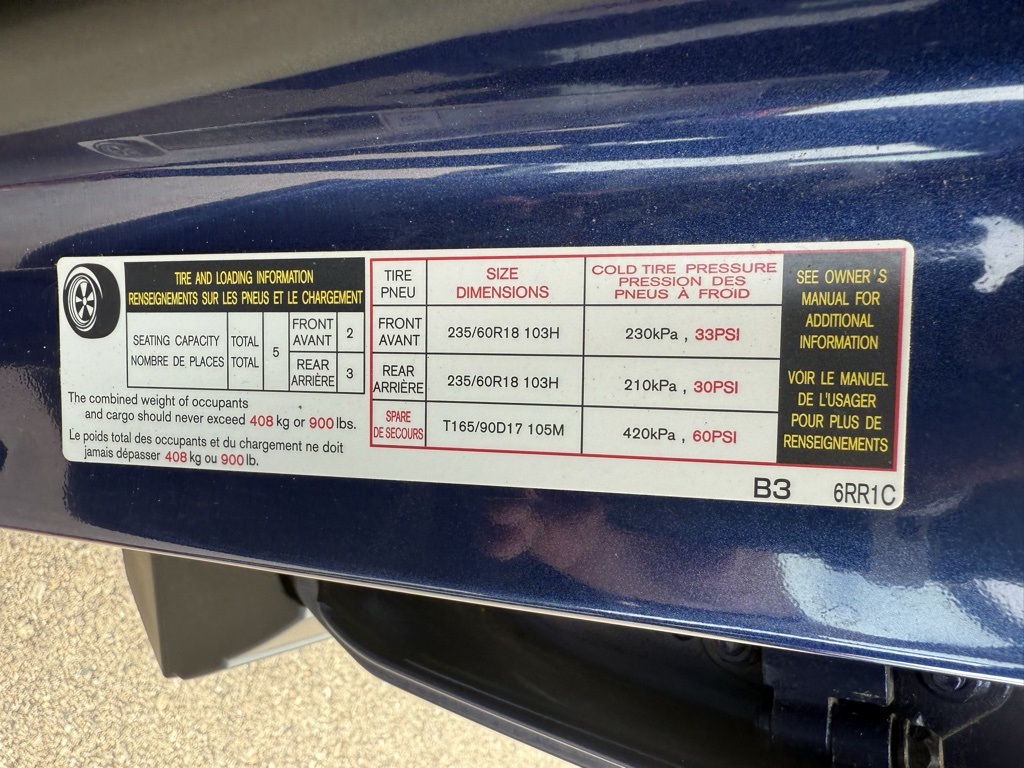 TIRE AND LOADING INFORMATION
RENSEIGNEMENTS SUR LES PNEUS ET LE CHARGEMENT
SEATING CAPACITY
NOMBRE DE PLACES
TOTAL
TOTAL
5
FRONT
AVANT
2
REAR
ARRIÈRE
3
The combined weight of occupants
and cargo should never exceed 408 kg or 900 lbs.
Le poids total des occupants et du chargement ne doit
jamais dépasser 408 kg ou 900 lb.
TIRE
PNEU
SIZE
DIMENSIONS
COLD TIRE PRESSURE
PRESSION DES
PNEUS À FROID
FRONT
AVANT
235/60R18 103H
230kPa , 33PSI
REAR
ARRIÈRE
235/60R18 103H
210kPa , 30PSI
SPARE
DE SECOURS
T165/90D17 105M
420kPa , 60PSI
SEE OWNER'S
MANUAL FOR
ADDITIONAL
INFORMATION
VOIR LE MANUEL
DE L'USAGER
POUR PLUS DE
RENSEIGNEMENTS
B3 6RR1C